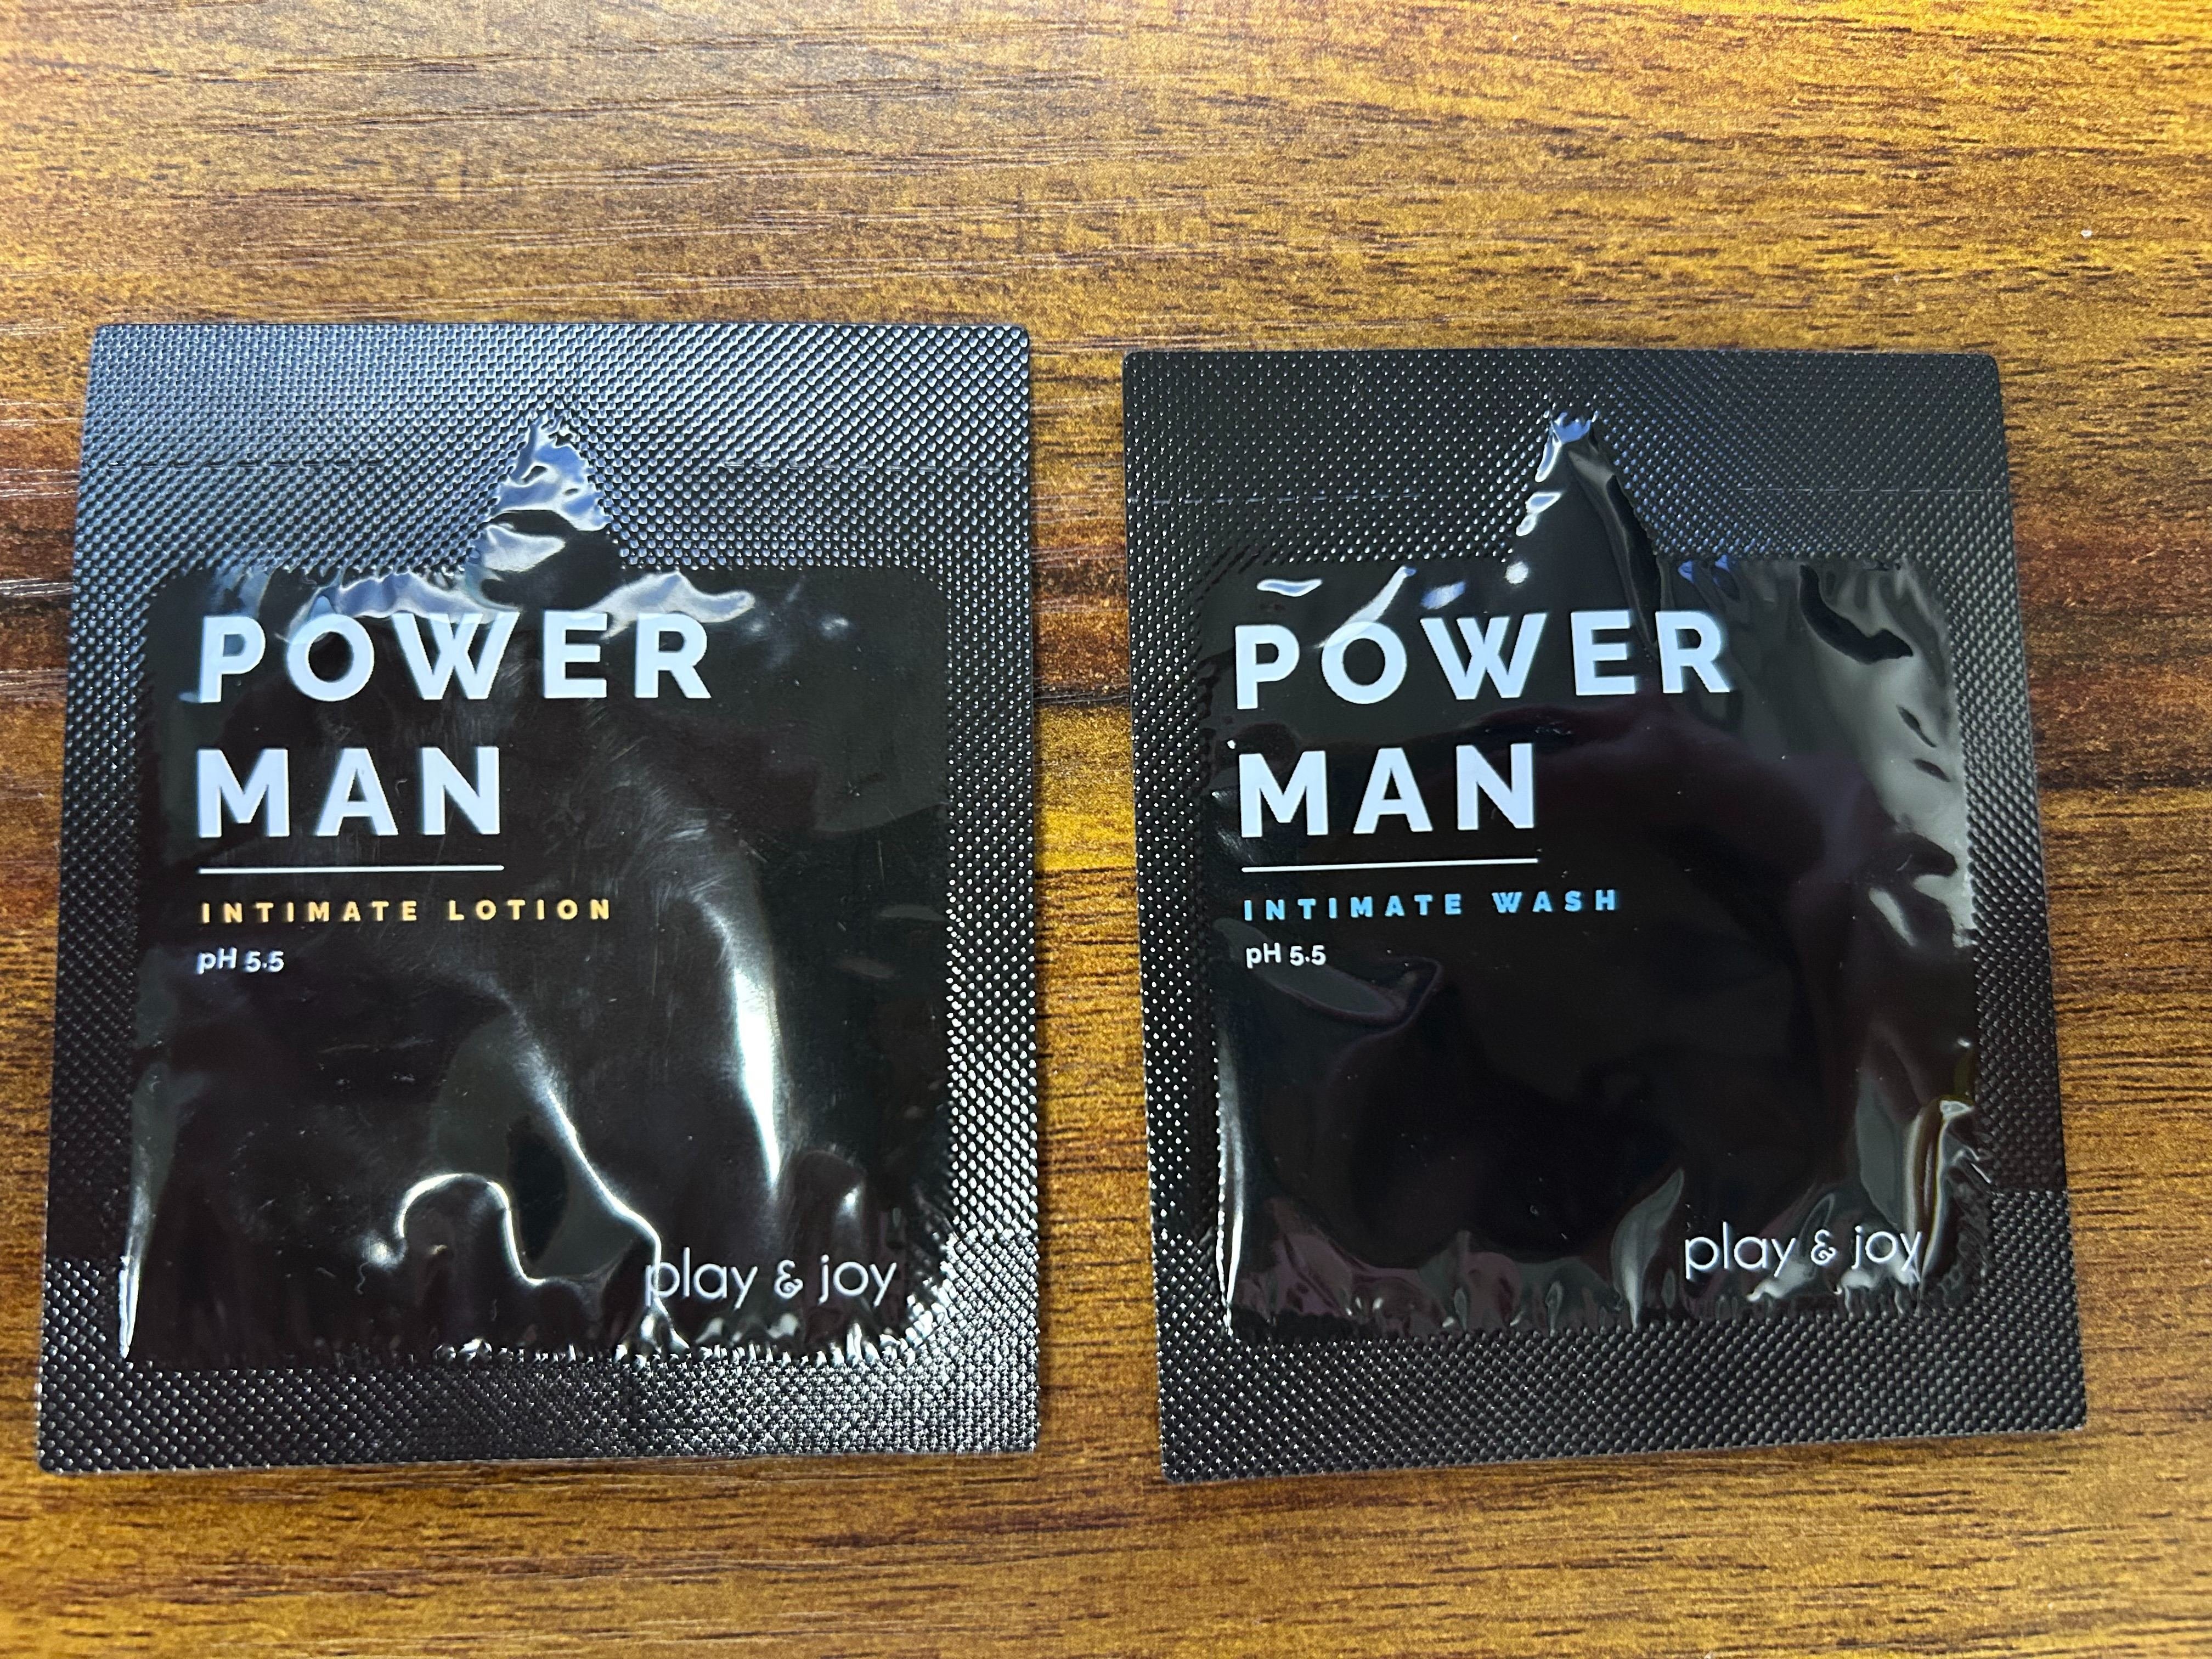 POWER
MAN
INTIMATE LOTION
pH 5.5
play & joy
POWER
MAN
INTIMATE WASH
pH 5.5
play & joy